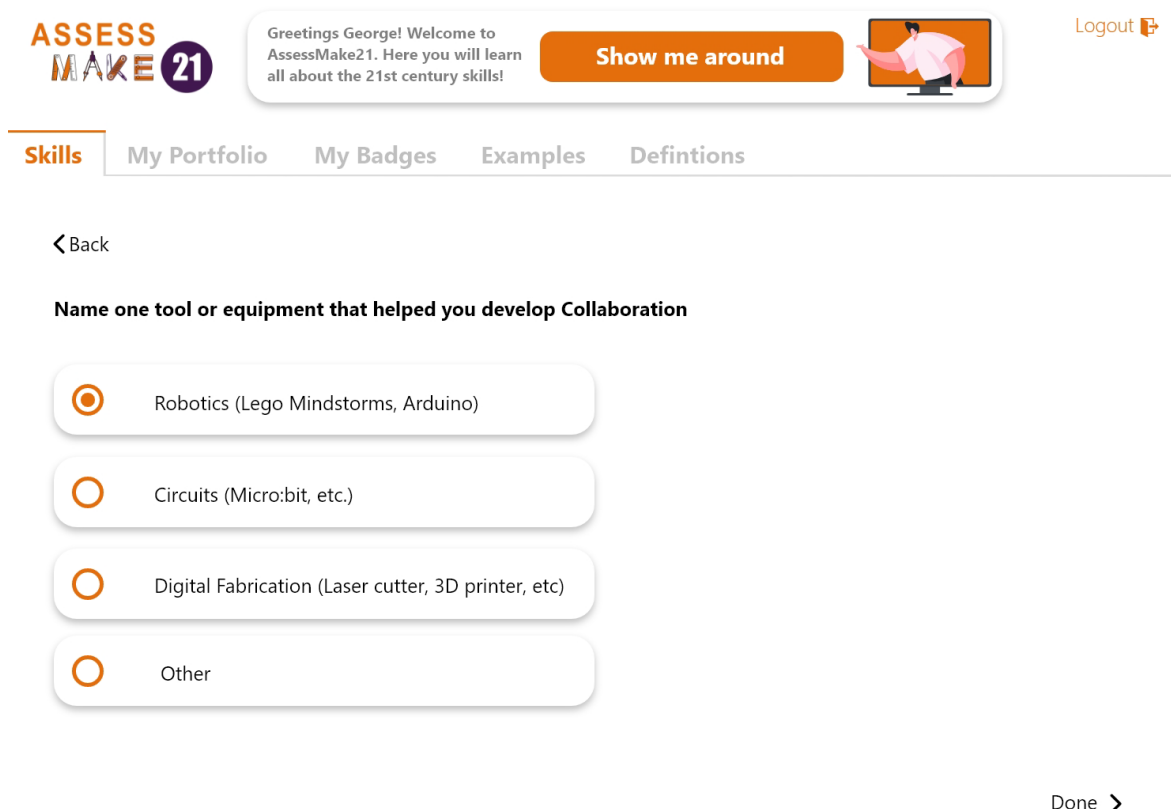 ASSESS
MAKE 21
Greetings George! Welcome to
AssessMake21. Here you will learn
all about the 21st century skills!
Show me around
Logout
Skills My Portfolio My Badges Examples Defintions
Back
Name one tool or equipment that helped you develop Collaboration
Robotics (Lego Mindstorms, Arduino)
Circuits (Micro:bit, etc.)
Digital Fabrication (Laser cutter, 3D printer, etc)
Other
Done